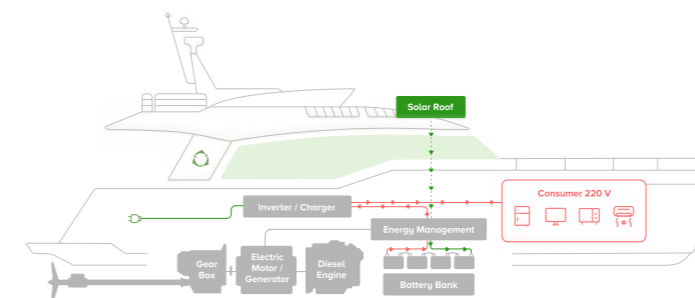 Solar Roof
Consumer 220 V
Inverter / Charger
Energy Management
Gear
Box
Electric
Motor /
Generator
Diesel
Engine
Battery Bank